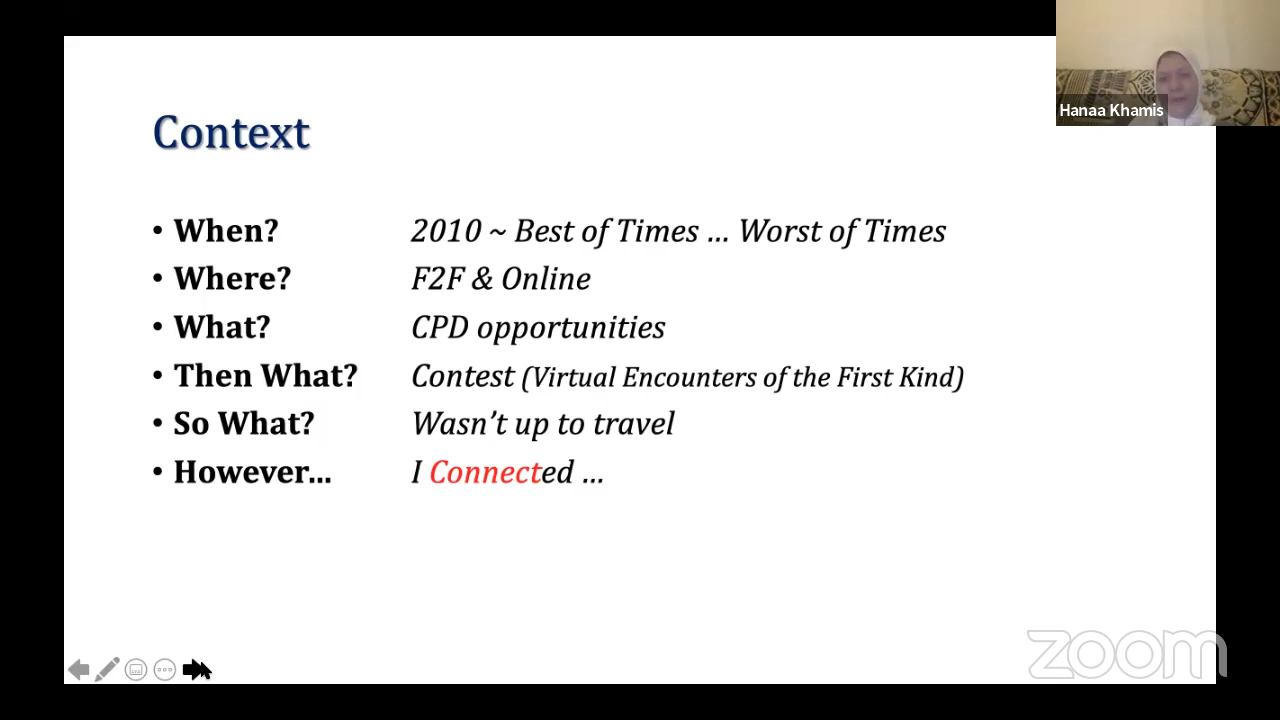 Hanaa Khamis
Context
• When? 2010 ~ Best of Times … Worst of Times
• Where? F2F & Online
• What? CPD opportunities
• Then What? Contest (Virtual Encounters of the First Kind)
• So What? Wasn’t up to travel
• However… I Connected …
zoom